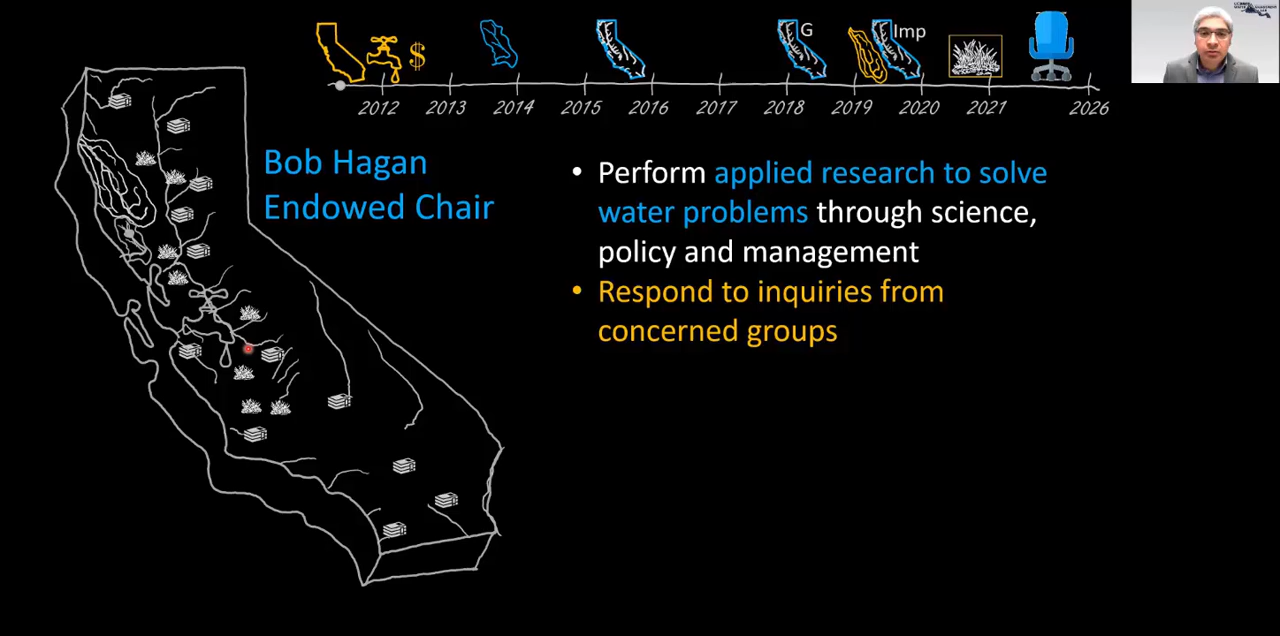 $
G
Imp
2012 2013 2014 2015 2016 2017 2018 2019 2020 2021 2026
Bob Hagan
Endowed Chair
• Perform applied research to solve
water problems through science,
policy and management
• Respond to inquiries from
concerned groups